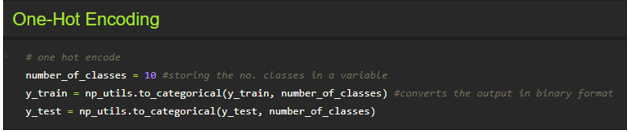 One-Hot Encoding
# one hot encode
number_of_classes = 10 #storing the no. classes in a variable
y_train = np_utils.to_categorical(y_train, number_of_classes) #converts the output in binary format
y_test = np_utils.to_categorical(y_test, number_of_classes)